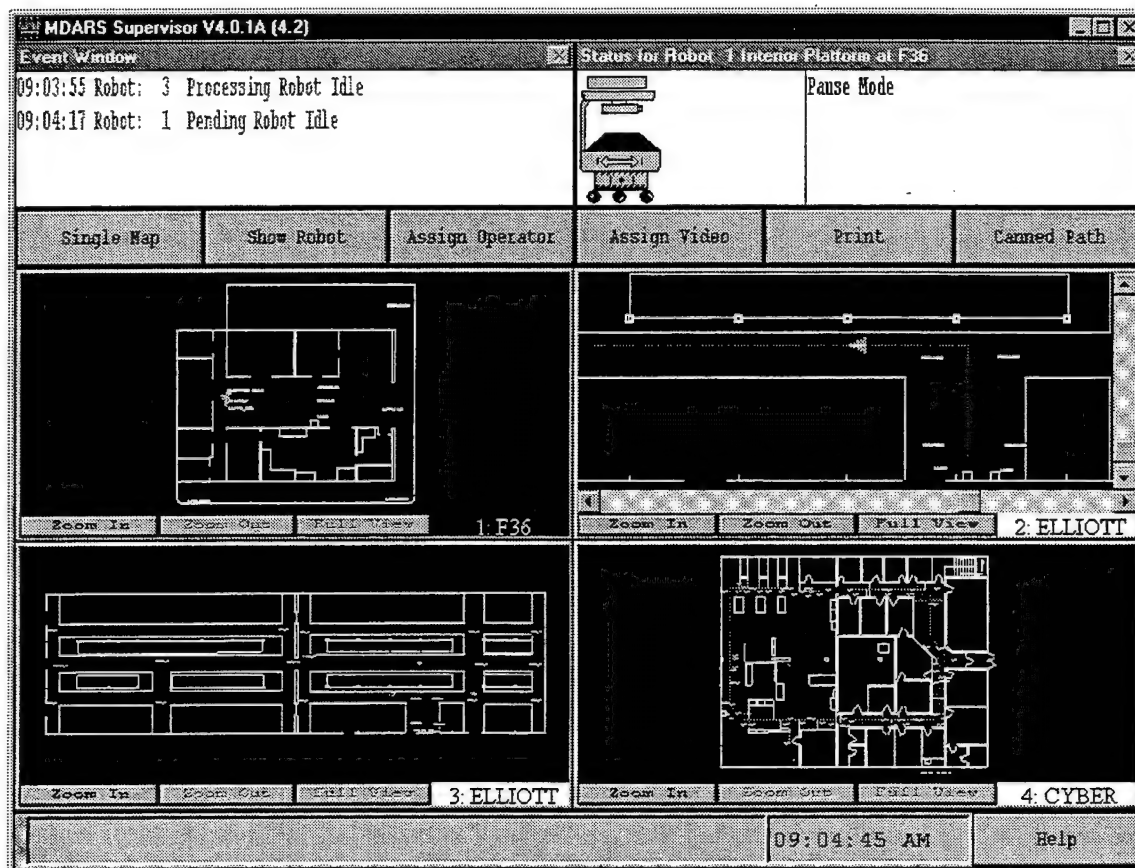 MDARS Supervisor V4.0.1A (4.2)
Event Window
Status for Robot 1 Interior Platform at F36
09:03:55 Robot: 3 Processing Robot Idle
09:04:17 Robot: 1 Pending Robot Idle
Pause Mode
Single Map
Show Robot
Assign Operator
Assign Video
Print
Canned Path
Zoom In
Zoom Out
Full View
1: F36
Zoom In
Zoom Out
Full View
2: ELLIOTT
Zoom In
Zoom Out
Full View
3: ELLIOTT
Zoom In
Zoom Out
Full View
4: CYBER
09:04:45 AM
Help